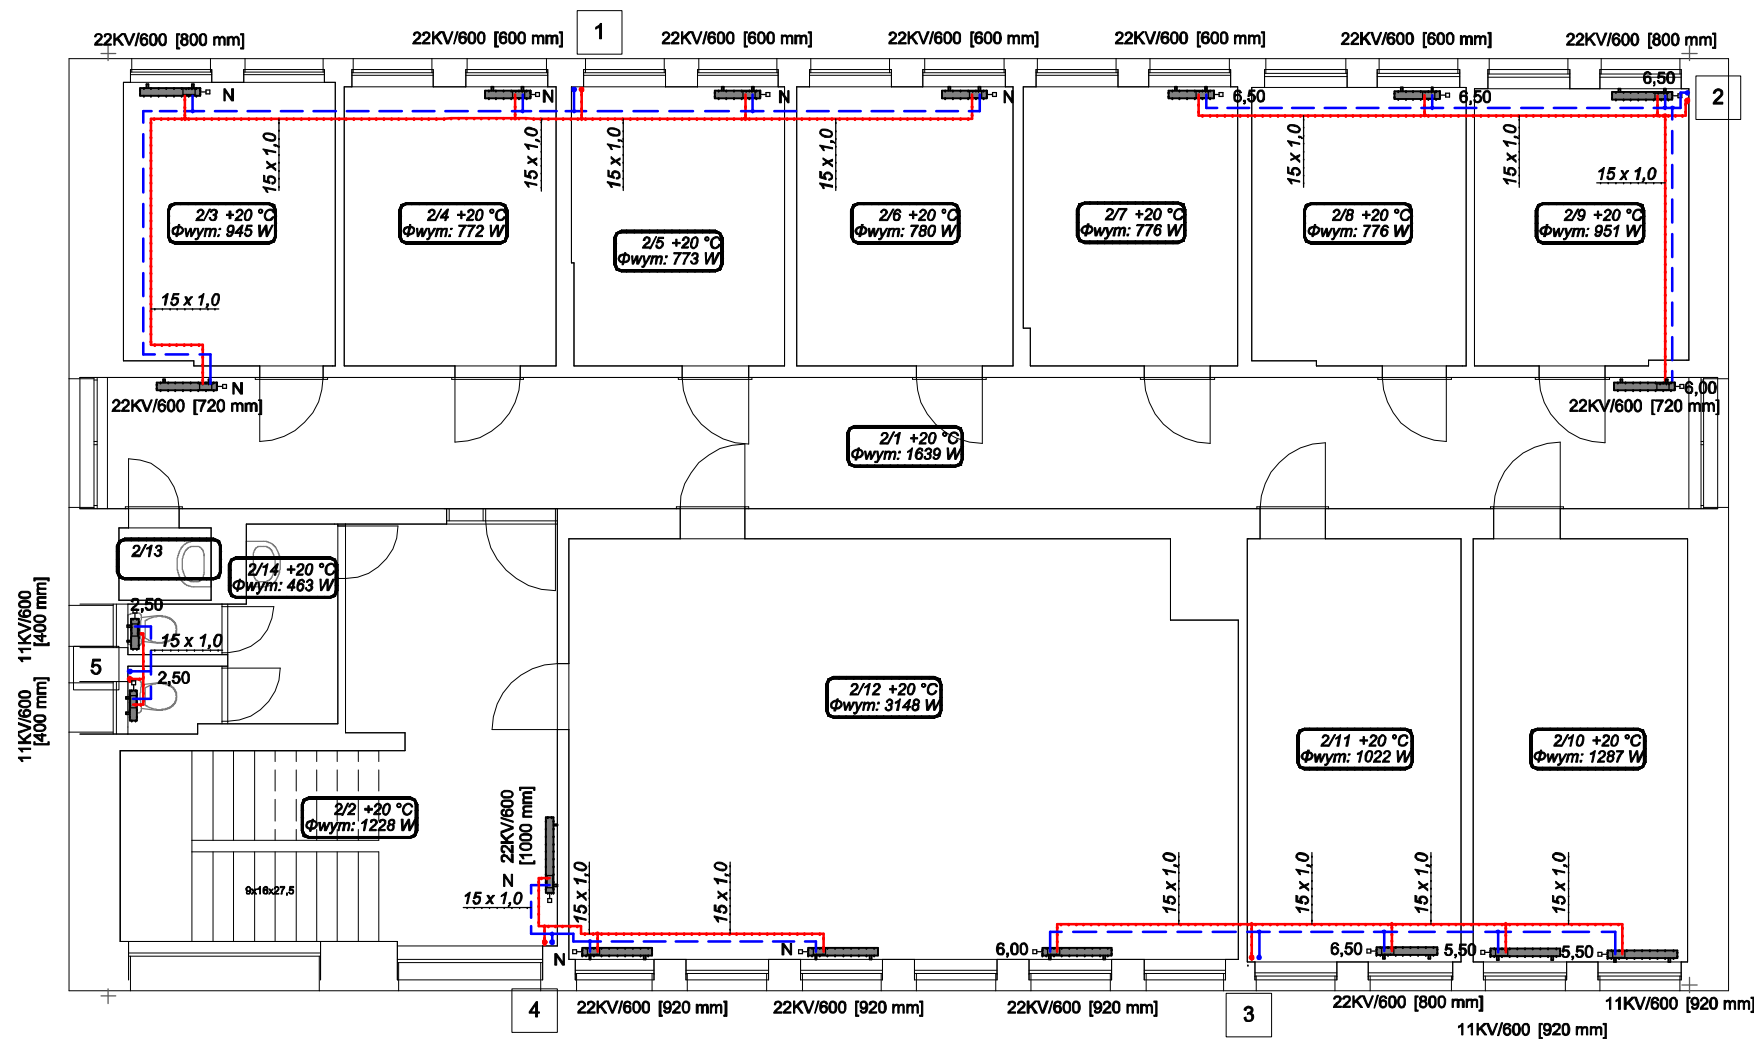 1
22KV/600 [800 mm]
22KV/600 [600 mm]
22KV/600 [600 mm]
22KV/600 [600 mm]
22KV/600 [600 mm]
22KV/600 [600 mm]
22KV/600 [800 mm]
N
N
N
N
6,50
6,50
6,50
2
15 x 1,0
15 x 1,0
15 x 1,0
15 x 1,0
15 x 1,0
15 x 1,0
15 x 1,0
2/3 +20 °C
Φwym: 945 W
2/4 +20 °C
Φwym: 772 W
2/5 +20 °C
Φwym: 773 W
2/6 +20 °C
Φwym: 780 W
2/7 +20 °C
Φwym: 776 W
2/8 +20 °C
Φwym: 776 W
2/9 +20 °C
Φwym: 951 W
15 x 1,0
N
22KV/600 [720 mm]
6,00
22KV/600 [720 mm]
2/1 +20 °C
Φwym: 1639 W
2/13
2/14 +20 °C
Φwym: 463 W
11KV/600
[400 mm]
2,50
15 x 1,0
5
2,50
11KV/600
[400 mm]
2/12 +20 °C
Φwym: 3148 W
2/11 +20 °C
Φwym: 1022 W
2/10 +20 °C
Φwym: 1287 W
2/2 +20 °C
Φwym: 1228 W
22KV/600
[1000 mm]
N
9x16x27,5
15 x 1,0
15 x 1,0
15 x 1,0
15 x 1,0
15 x 1,0
15 x 1,0
15 x 1,0
N
N
6,00
6,50
5,50
5,50
4
22KV/600 [920 mm]
22KV/600 [920 mm]
22KV/600 [920 mm]
3
22KV/600 [800 mm]
11KV/600 [920 mm]
11KV/600 [920 mm]